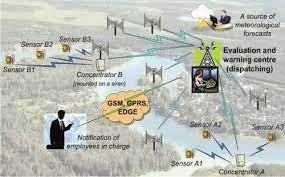 A source of
meteorological
forecasts
Sensor B3
Sensor B2
Sensor B1
Evaluation and
warning centre
(dispatching)
Concentrator B
(mounted on a siren)
GSM, GPRS,
EDGE
Notification of
employees in charge
Sensor A2
Sensor A3
Sensor A1
Concentrator A